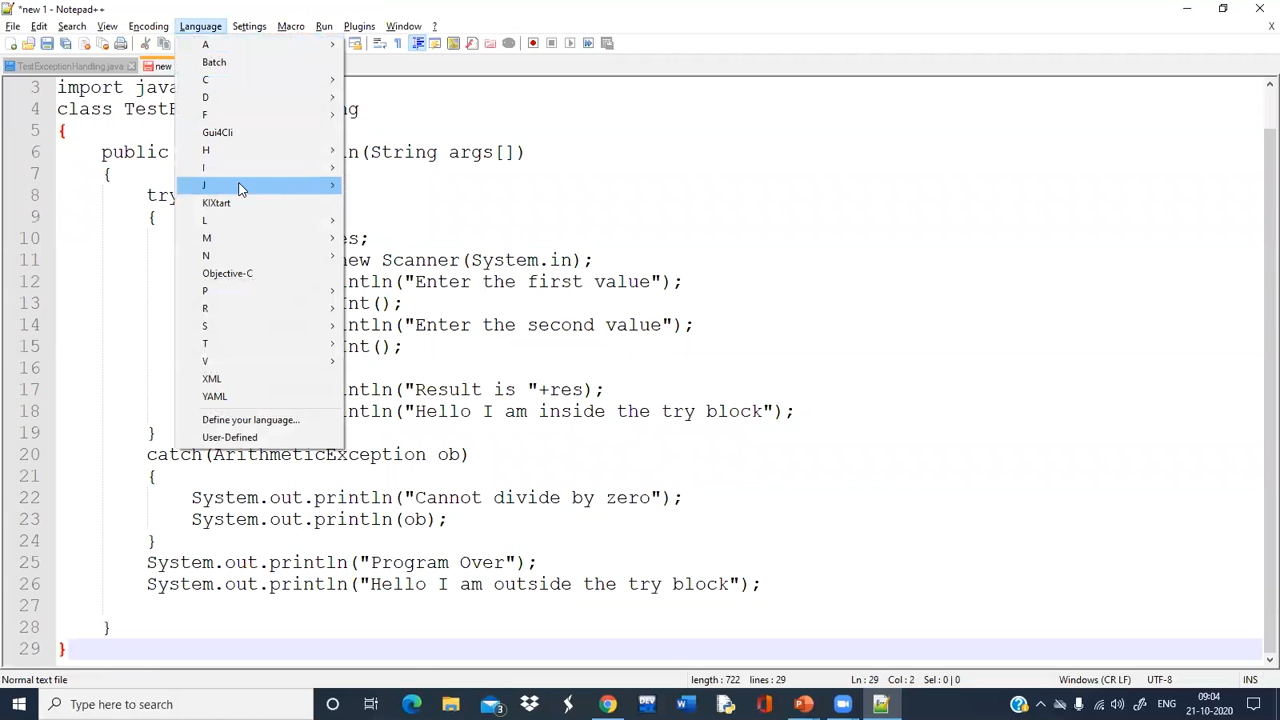 *new 1 - Notepad++
File Edit Search View Encoding Language Settings Macro Run Plugins Window ? X
TestExceptionHandling.java new
A
Batch
C
D
F
Gui4Cli
H
I
J
KIXtart
L
M
N
Objective-C
P
R
S
T
V
XML
YAML
Define your language...
User-Defined
3 import java
4 class TestE g
5 {
6 public n(String args[])
7 {
8 try
9 {
10 es;
11 new Scanner(System.in);
12 ntln("Enter the first value");
13 Int();
14 ntln("Enter the second value");
15 Int();
16
17 ntln("Result is "+res);
18 ntln("Hello I am inside the try block");
19 }
20 catch(ArithmeticException ob)
21 {
22 System.out.println("Cannot divide by zero");
23 System.out.println(ob);
24 }
25 System.out.println("Program Over");
26 System.out.println("Hello I am outside the try block");
27
28 }
29 }
Normal text file length : 722 lines : 29 Ln : 29 Col : 2 Sel : 0 | 0 Windows (CR LF) UTF-8 INS
Type here to search
DEV
3
ENG
09:04
21-10-2020